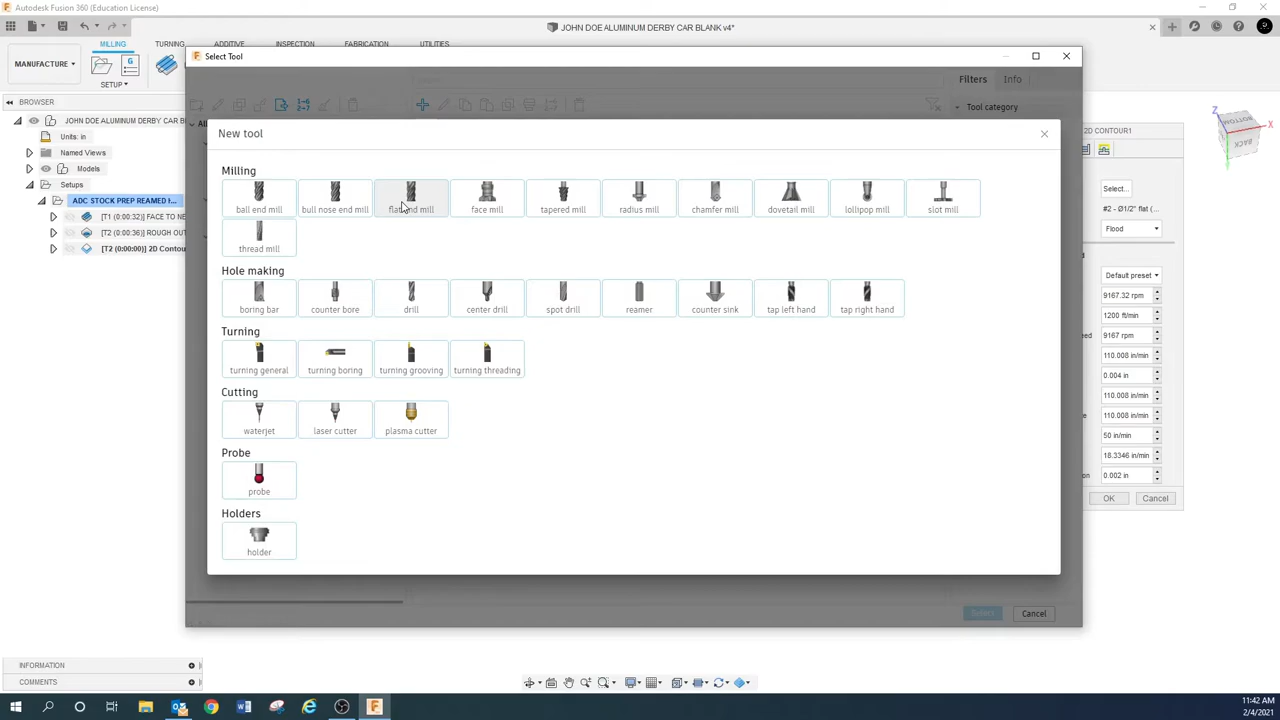 Autodesk Fusion 360 (Education License)
JOHN DOE ALUMINUM DERBY CAR BLANK v4*
MILLING TURNING ADDITIVE INSPECTION FABRICATION UTILITIES
MANUFACTURE
SETUP
Select Tool
BROWSER
JOHN DOE ALUMINUM DERBY CAR B
Units: in
Named Views
Models
Setups
ADC STOCK PREP REAMED H...
[T1 (0:00:32)] FACE TO NE
[T2 (0:00:36)] ROUGH OUT
[T2 (0:00:00)] 2D Contou
Filters Info
Tool category
New tool
Milling
ball end mill
bull nose end mill
flat end mill
face mill
tapered mill
radius mill
chamfer mill
dovetail mill
lollipop mill
slot mill
thread mill
Hole making
boring bar
counter bore
drill
center drill
spot drill
reamer
counter sink
tap left hand
tap right hand
Turning
turning general
turning boring
turning grooving
turning threading
Cutting
waterjet
laser cutter
plasma cutter
Probe
probe
Holders
holder
Select Cancel
2D CONTOUR1
Select...
#2 - Ø1/2" flat (...
Flood
Default preset
9167.32 rpm
1200 ft/min
9167 rpm
110.008 in/min
0.004 in
110.008 in/min
110.008 in/min
50 in/min
18.3346 in/min
0.002 in
OK Cancel
Z
X
BOTTOM
BACK
INFORMATION
COMMENTS
11:42 AM
2/4/2021